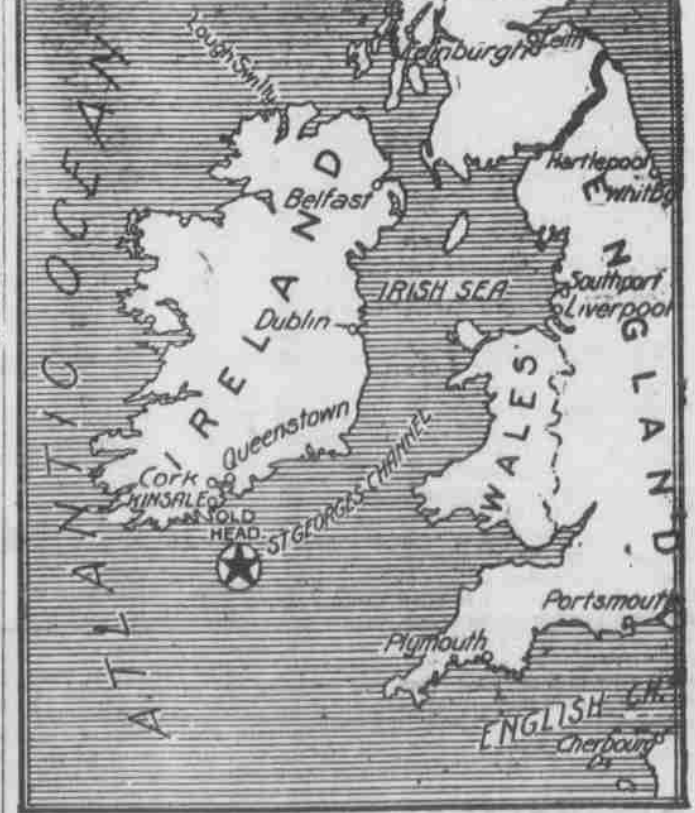 Lough Swilly
Edinburgh
Leith
ATLANTIC OCEAN
Hartlepool
Whitby
Belfast
IRELAND
ENGLAND
IRISH SEA
Southport
Liverpool
Dublin
WALES
Queenstown
Cork
KINSALE
OLD
HEAD
ST GEORGES CHANNEL
Portsmouth
Plymouth
ENGLISH CH.
Cherbourg